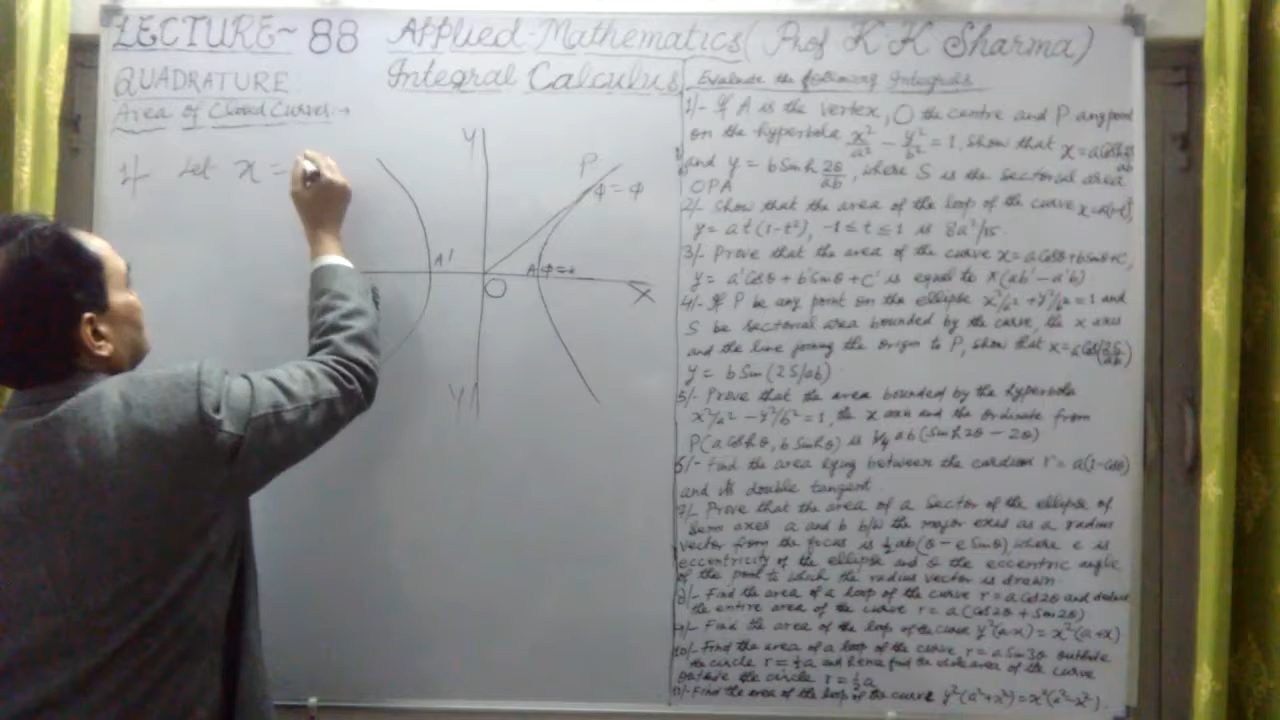 LECTURE~88 Applied-Mathematics (Prof K K Sharma)
QUADRATURE
Integral Calculus
Area of Closed Curves→
1/- Let x =
Y
P
φ=φ
A'
A φ=
O
X
Y'
Evaluate the following Integrals
1/- If A is the vertex, O the centre and P any point
on the hyperbola x²/a² - y²/b² = 1, show that x = a Cosh 2S/ab
and y = b Sinh 2S/ab, where S is the sectorial area
OPA
2/- Show that the area of the loop of the curve x=a(1-t²),
y = at(1-t²), -1≤t≤1 is 8a²/15.
3/- Prove that the area of the curve x=a Cosθ+b Sinθ+C,
y = a'Cosθ+b'Sinθ+C' is equal to π(ab'-a'b)
4/- If P be any point on the ellipse x²/a²+y²/b²=1 and
S be sectorial area bounded by the curve, the x axis
and the line joining the origin to P, show that x=a Cos(2S/ab)
y = b Sin(2S/ab)
5/- Prove that the area bounded by the hyperbola
x²/a² - y²/b² = 1, the x axis and the ordinate from
P(a Coshθ, b Sinhθ) is 1/4 ab(Sinh 2θ - 2θ)
6/- Find the area lying between the cardioid r = a(1-Cosθ)
and its double tangent.
7/- Prove that the area of a sector of the ellipse of
Semi axes a and b b/w the major axis as a radius
vector from the focus is 1/2 ab(θ-e Sinθ), where e is
eccentricity of the ellipse and θ the eccentric angle
of the point to which the radius vector is drawn.
8/- Find the area of a loop of the curve r=a Cos2θ and deduce
the entire area of the curve r=a(Cos2θ+Sin2θ)
9/- Find the area of the loop of the curve y²(a-x)=x²(a+x)
10/- Find the area of a loop of the curve r=a Sin3θ outside
the circle r=1/2a and hence find the whole area of the curve
outside the circle r=1/2a
11/- Find the area of the loop of the curve y²(a²+x²)=x²(a²-x²).